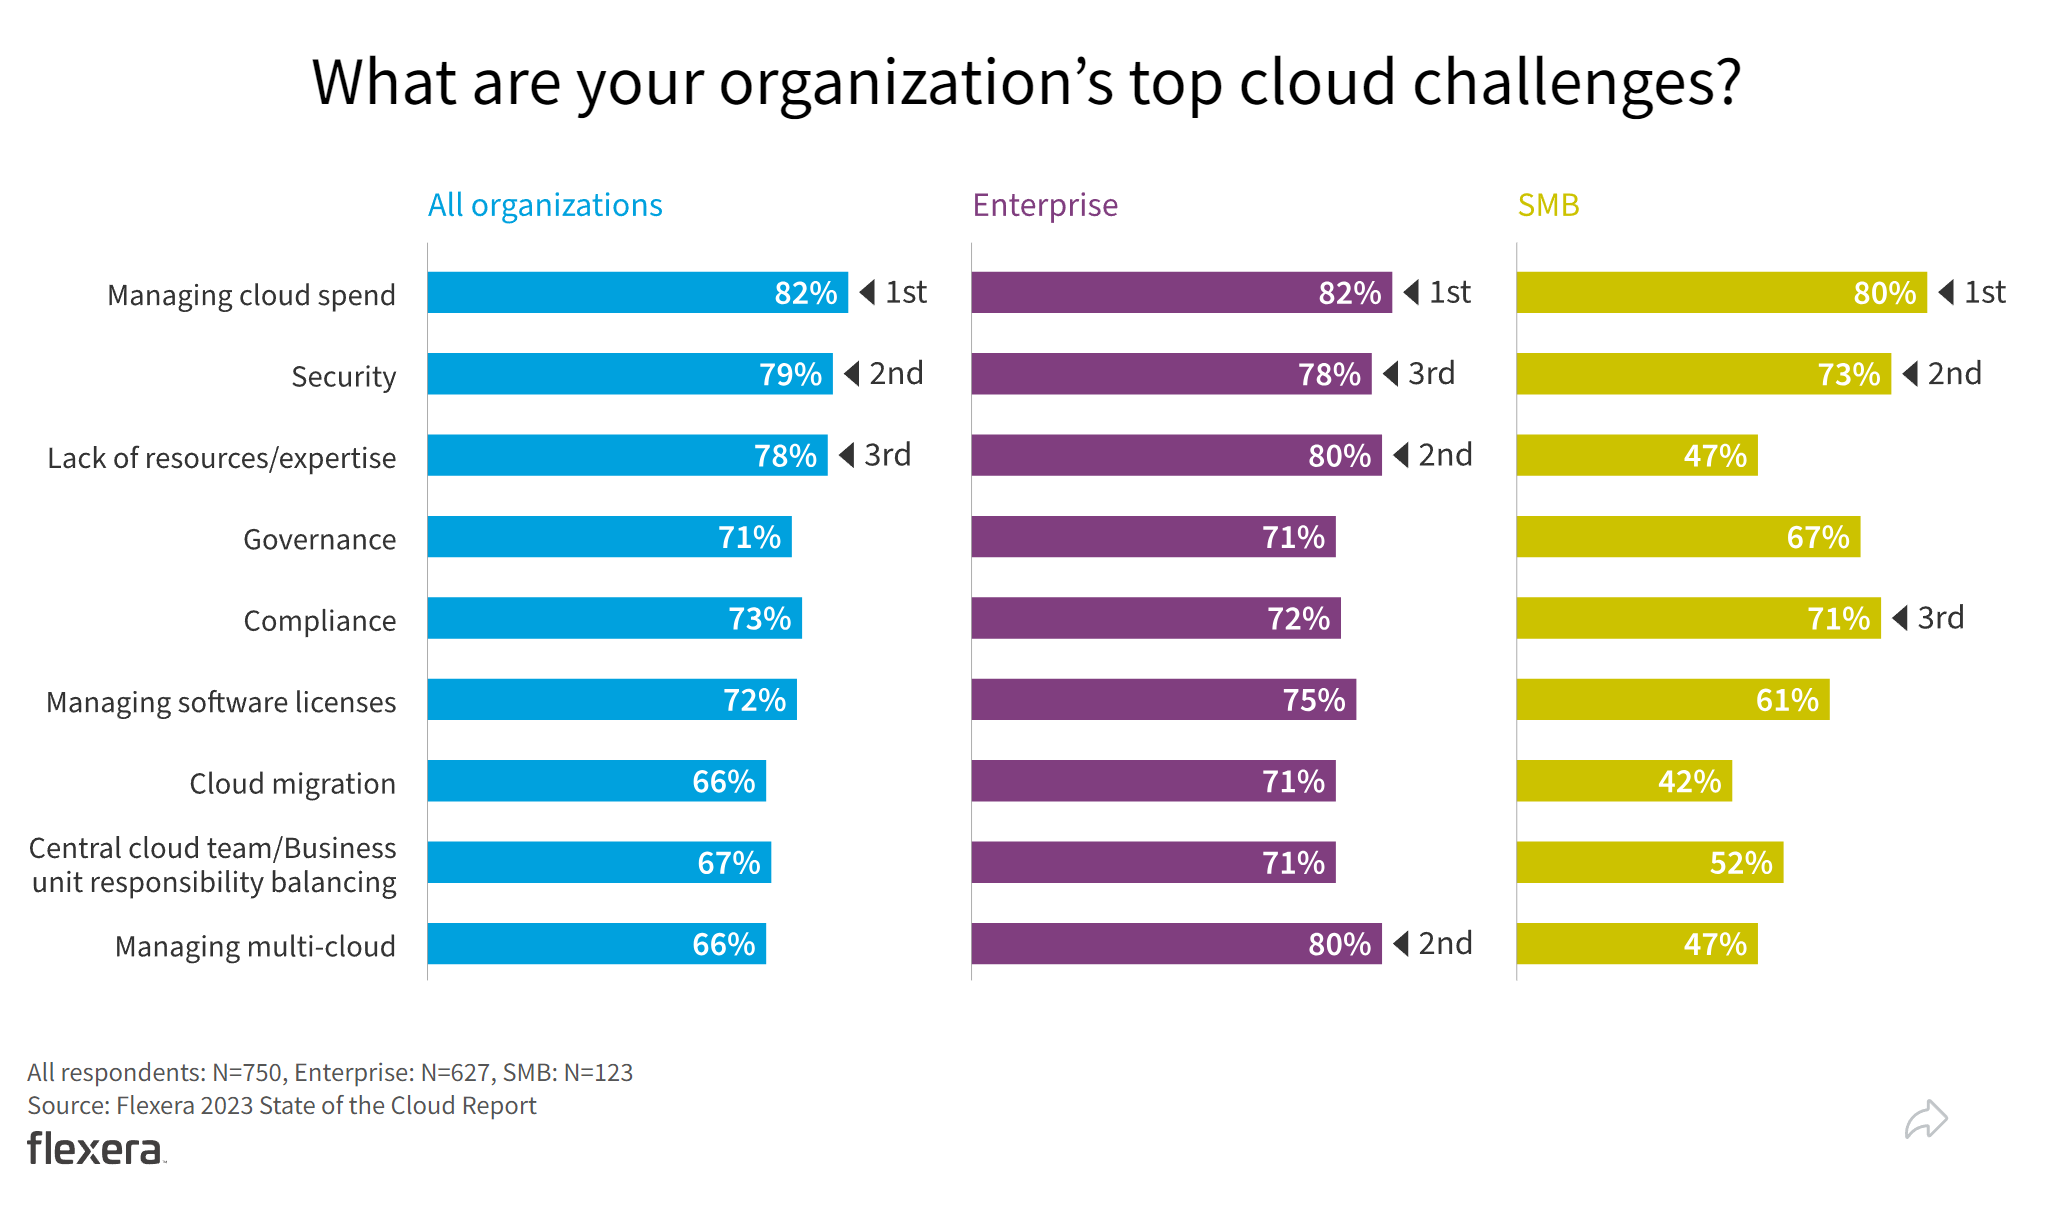 What are your organization’s top cloud challenges?
All organizations
Enterprise
SMB
Managing cloud spend 82% 1st 82% 1st 80% 1st
Security 79% 2nd 78% 3rd 73% 2nd
Lack of resources/expertise 78% 3rd 80% 2nd 47%
Governance 71% 71% 67%
Compliance 73% 72% 71% 3rd
Managing software licenses 72% 75% 61%
Cloud migration 66% 71% 42%
Central cloud team/Business
unit responsibility balancing 67% 71% 52%
Managing multi-cloud 66% 80% 2nd 47%
All respondents: N=750, Enterprise: N=627, SMB: N=123
Source: Flexera 2023 State of the Cloud Report
flexera